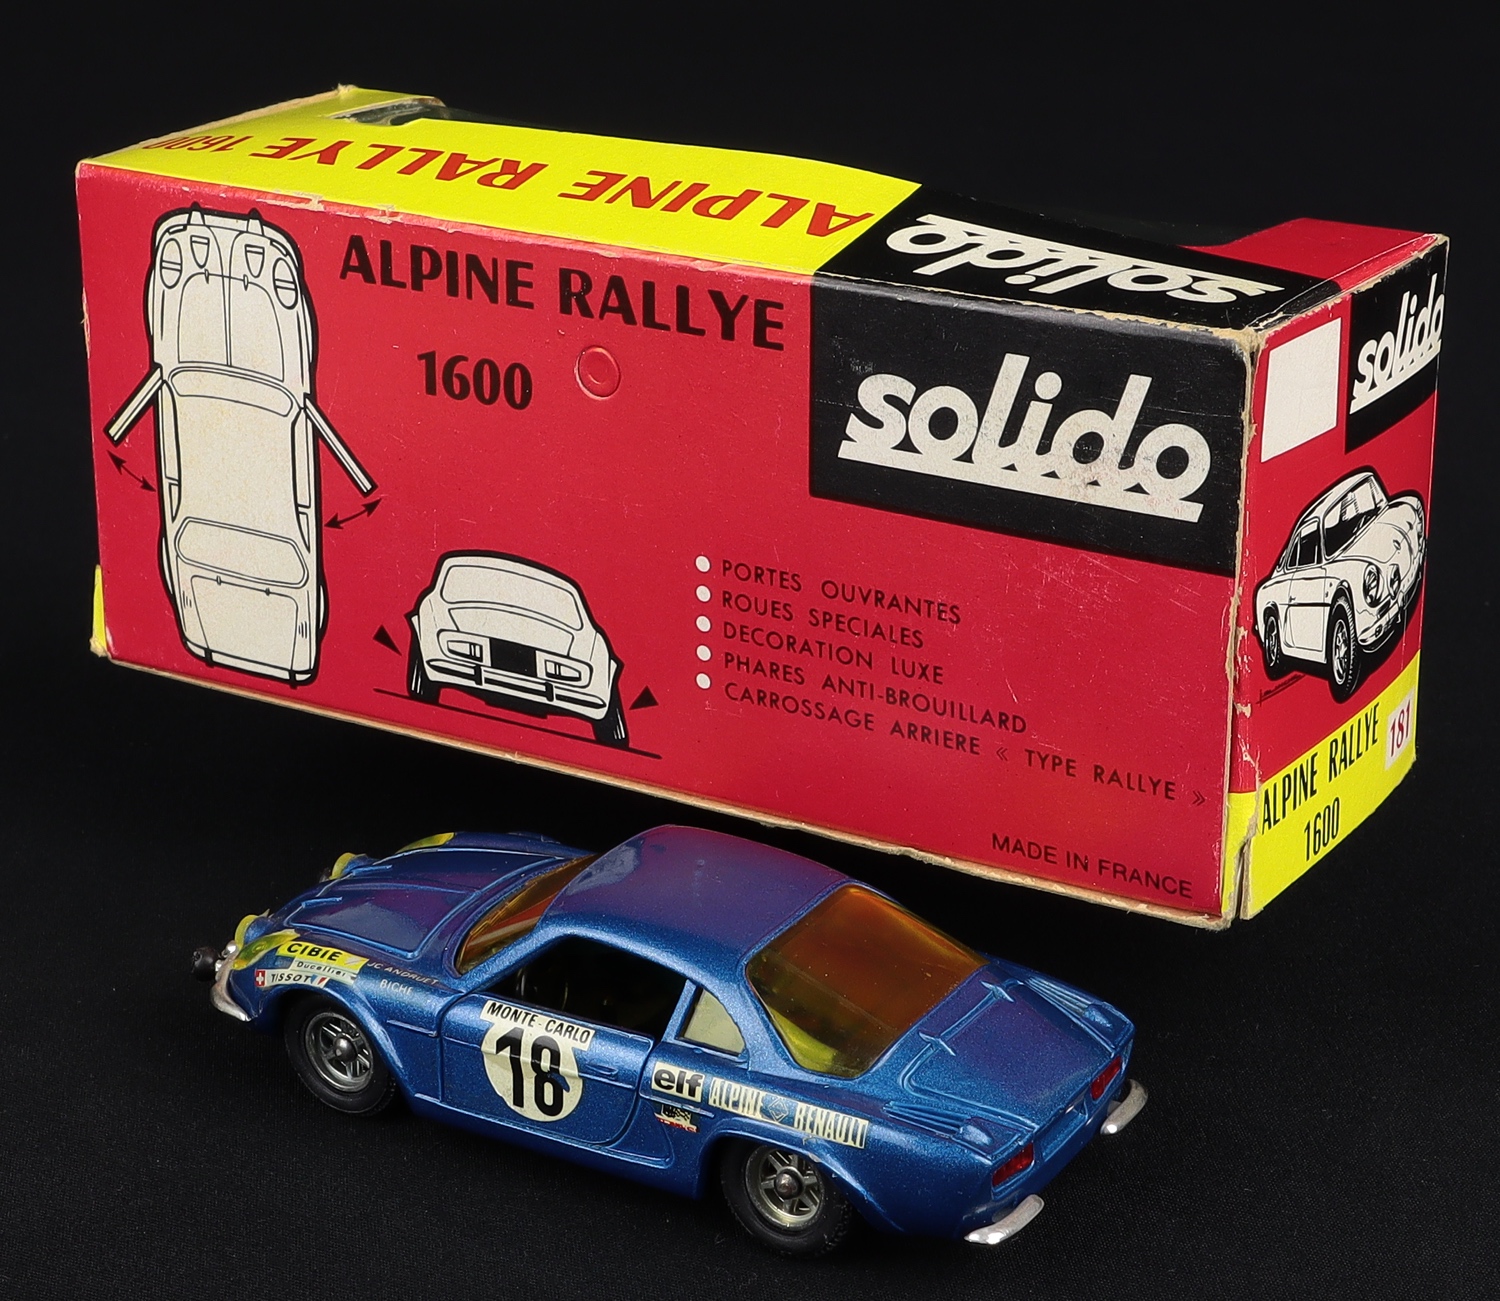 ALPINE RALLYE 1600
solido
ALPINE RALLYE
1600
solido
PORTES OUVRANTES
ROUES SPECIALES
DECORATION LUXE
PHARES ANTI-BROUILLARD
CARROSSAGE ARRIERE « TYPE RALLYE »
MADE IN FRANCE
solido
ALPINE RALLYE 181
1600
CIBIE
Ducellier
TISSOT
JC ANDRUET
BICHE
MONTE-CARLO
18
elf ALPINE RENAULT